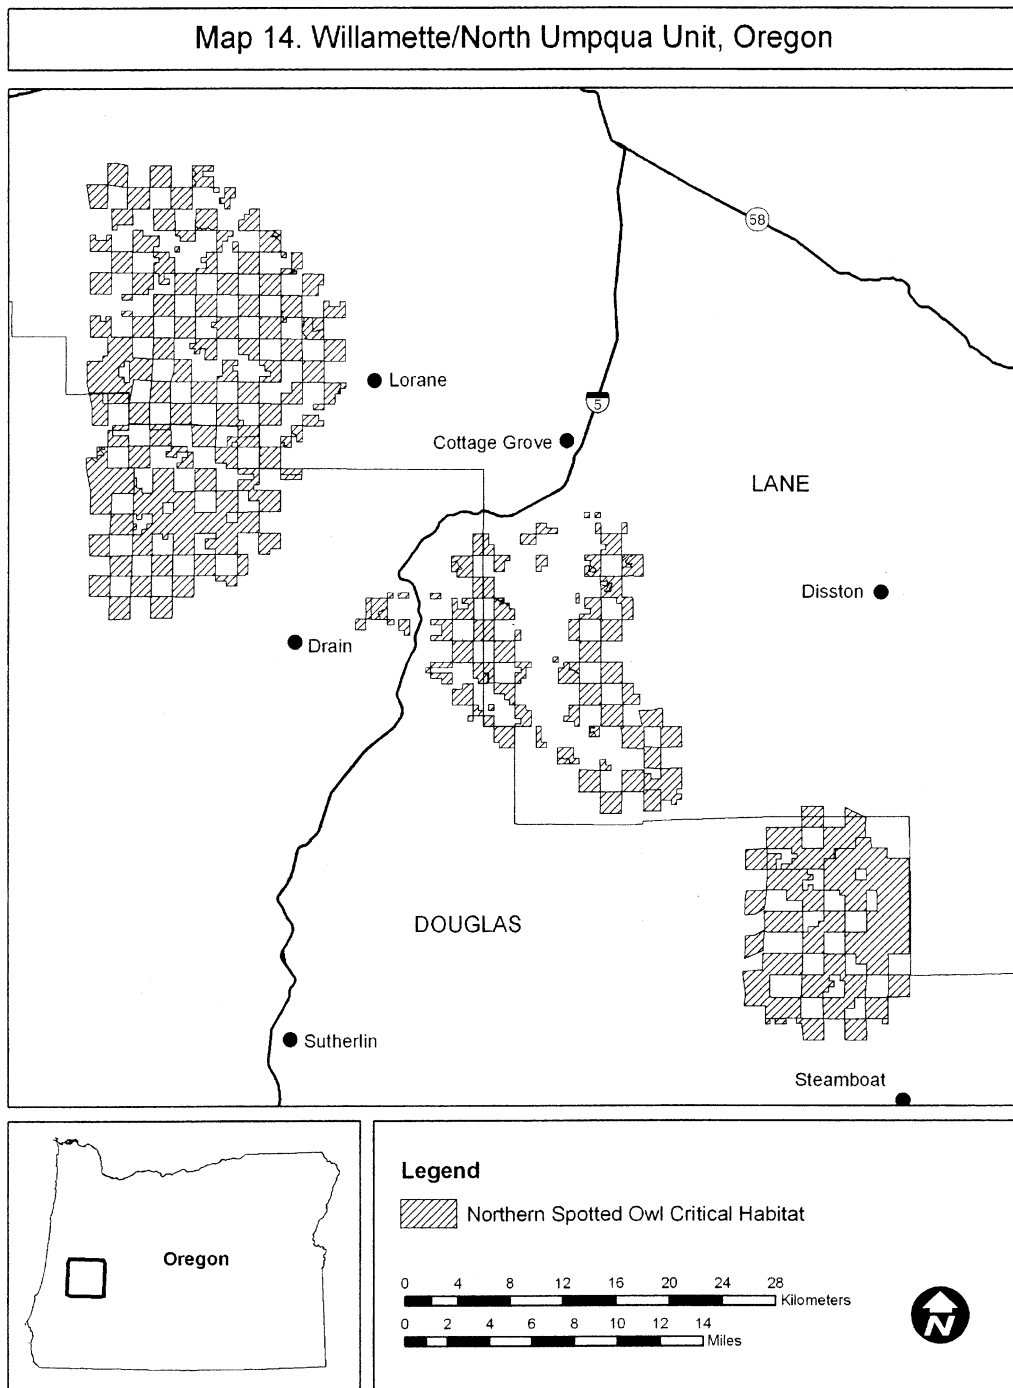 Map 14. Willamette/North Umpqua Unit, Oregon
58
Lorane
5
Cottage Grove
LANE
Disston
Drain
DOUGLAS
Sutherlin
Steamboat
Oregon
Legend
Northern Spotted Owl Critical Habitat
0 4 8 12 16 20 24 28
Kilometers
0 2 4 6 8 10 12 14
Miles
N